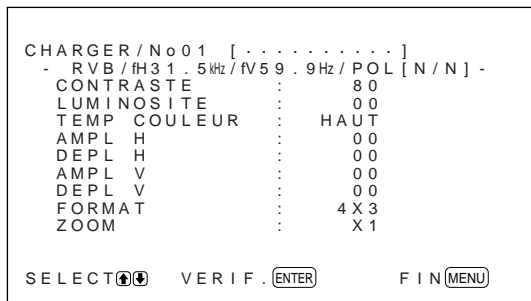 CHARGER/No01 [..........]
- RVB/fH31.5kHz/fV59.9Hz/POL[N/N]-
CONTRASTE : 80
LUMINOSITE : 00
TEMP COULEUR : HAUT
AMPL H : 00
DEPL H : 00
AMPL V : 00
DEPL V : 00
FORMAT : 4X3
ZOOM : X1
SELECT⬆⬇ VERIF.ENTER FIN MENU